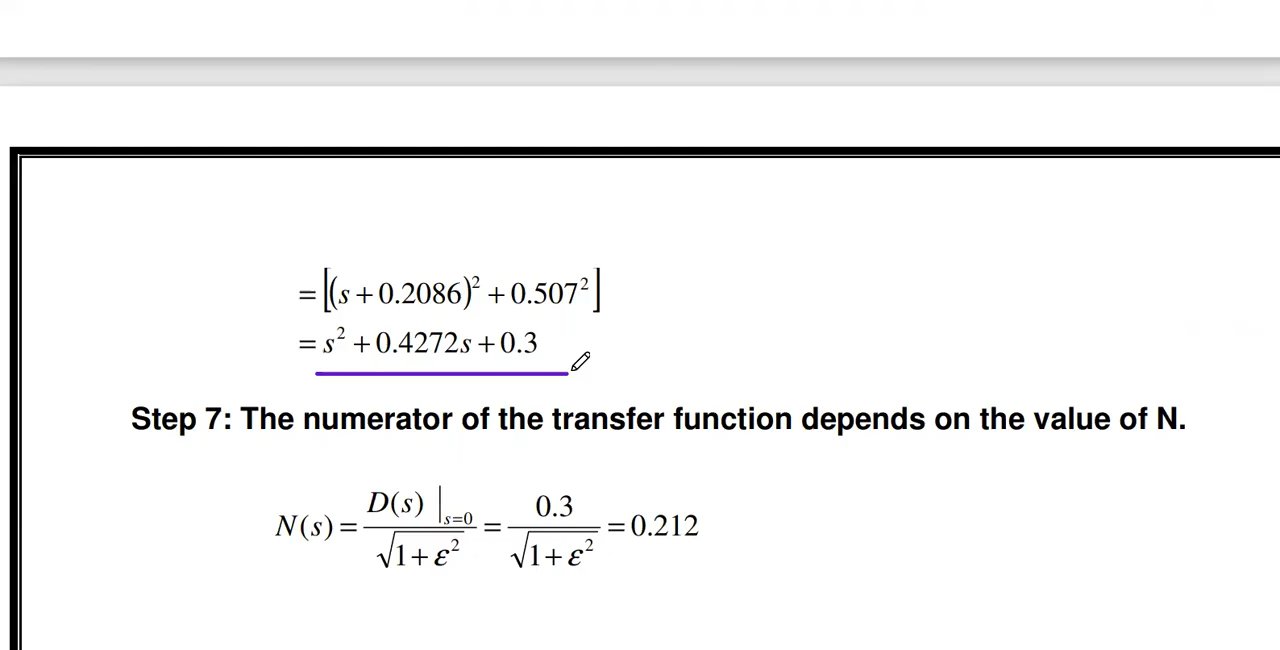 = [(s + 0.2086)² + 0.507²]
= s² + 0.4272s + 0.3
Step 7: The numerator of the transfer function depends on the value of N.
N(s) = D(s) |s=0 / √1 + ε² = 0.3 / √1 + ε² = 0.212